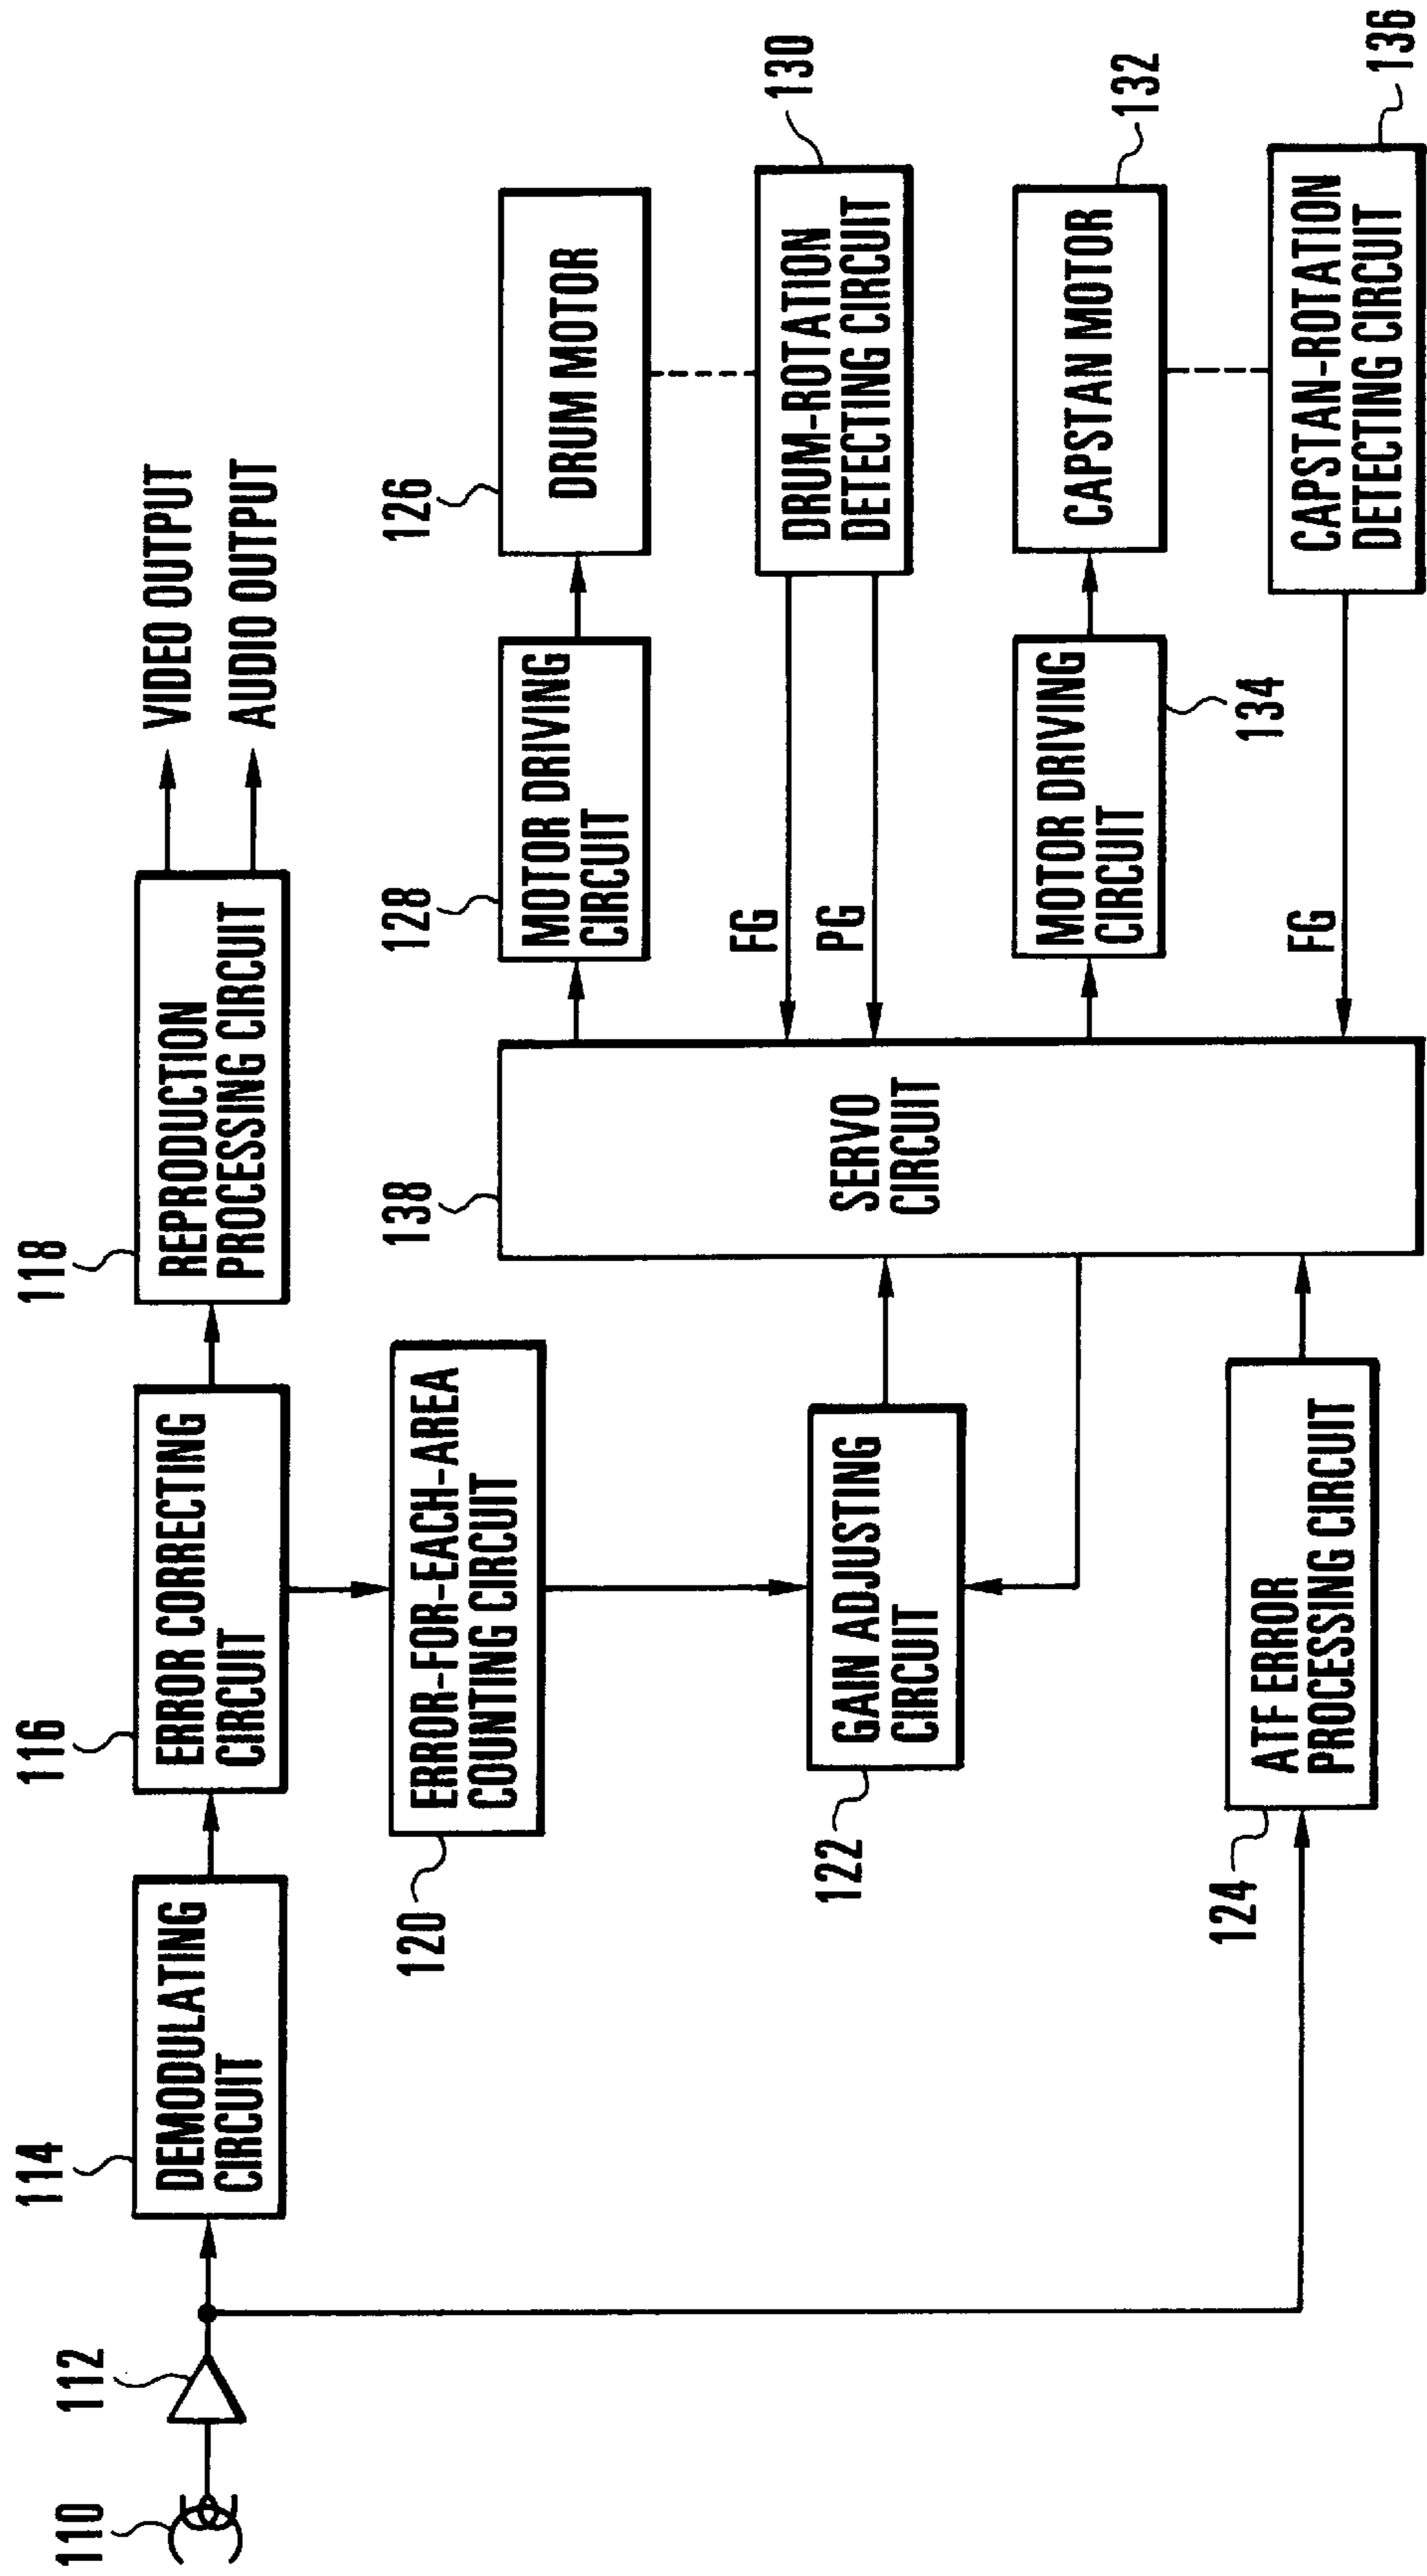 110
112
114
DEMODULATING
CIRCUIT
116
ERROR CORRECTING
CIRCUIT
118
REPRODUCTION
PROCESSING CIRCUIT
VIDEO OUTPUT
AUDIO OUTPUT
120
ERROR-FOR-EACH-AREA
COUNTING CIRCUIT
122
GAIN ADJUSTING
CIRCUIT
124
ATF ERROR
PROCESSING CIRCUIT
138
SERVO
CIRCUIT
128
MOTOR DRIVING
CIRCUIT
126
DRUM MOTOR
FG
PG
DRUM-ROTATION
DETECTING CIRCUIT
130
MOTOR DRIVING
CIRCUIT
134
CAPSTAN MOTOR
132
FG
CAPSTAN-ROTATION
DETECTING CIRCUIT
136